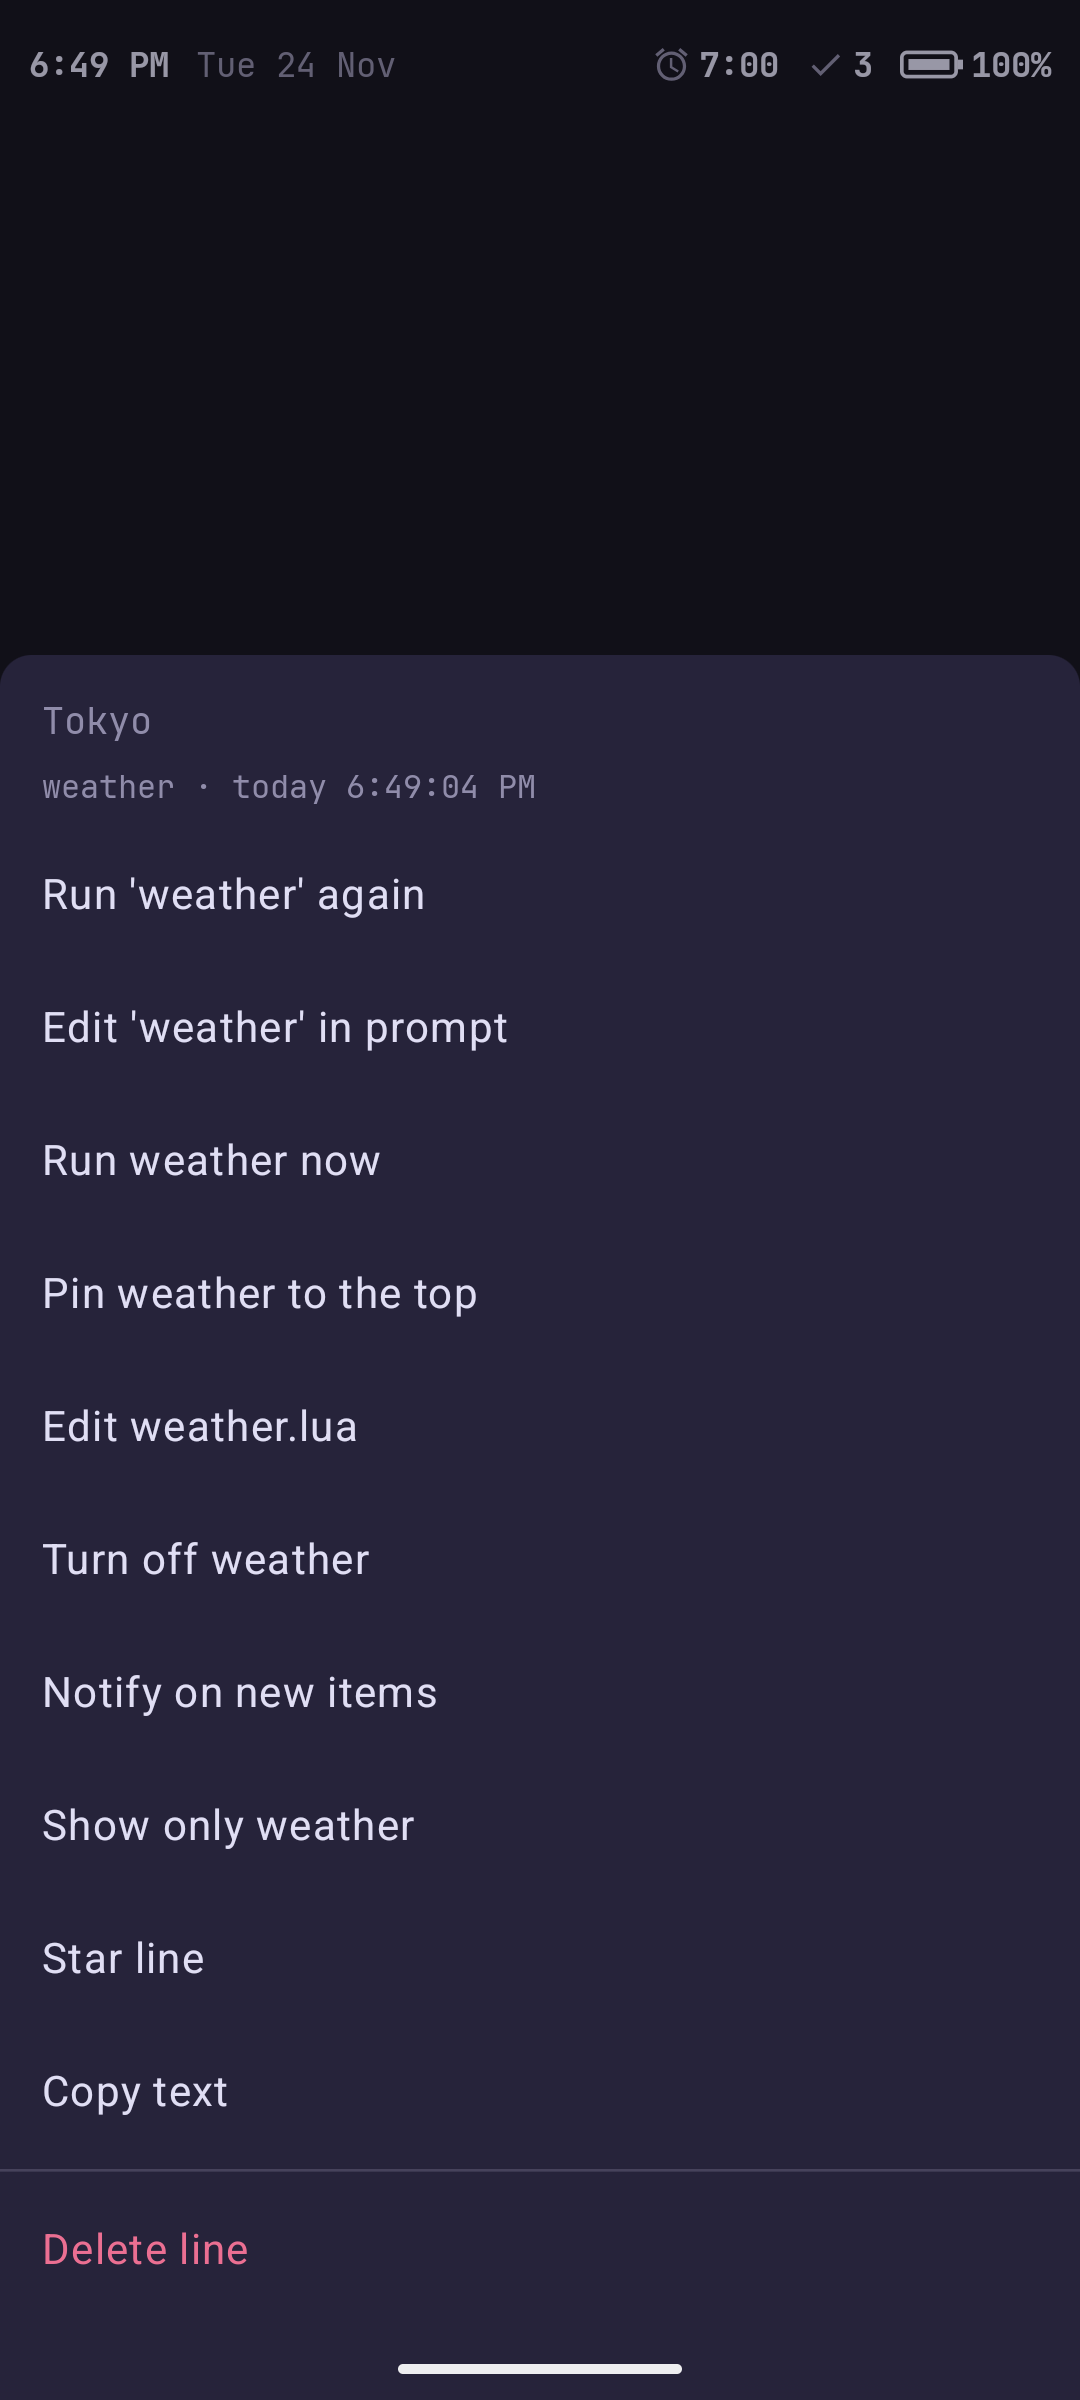 6:49 PM Tue 24 Nov 7:00 3 100%
Tokyo
weather · today 6:49:04 PM
Run 'weather' again
Edit 'weather' in prompt
Run weather now
Pin weather to the top
Edit weather.lua
Turn off weather
Notify on new items
Show only weather
Star line
Copy text
Delete line